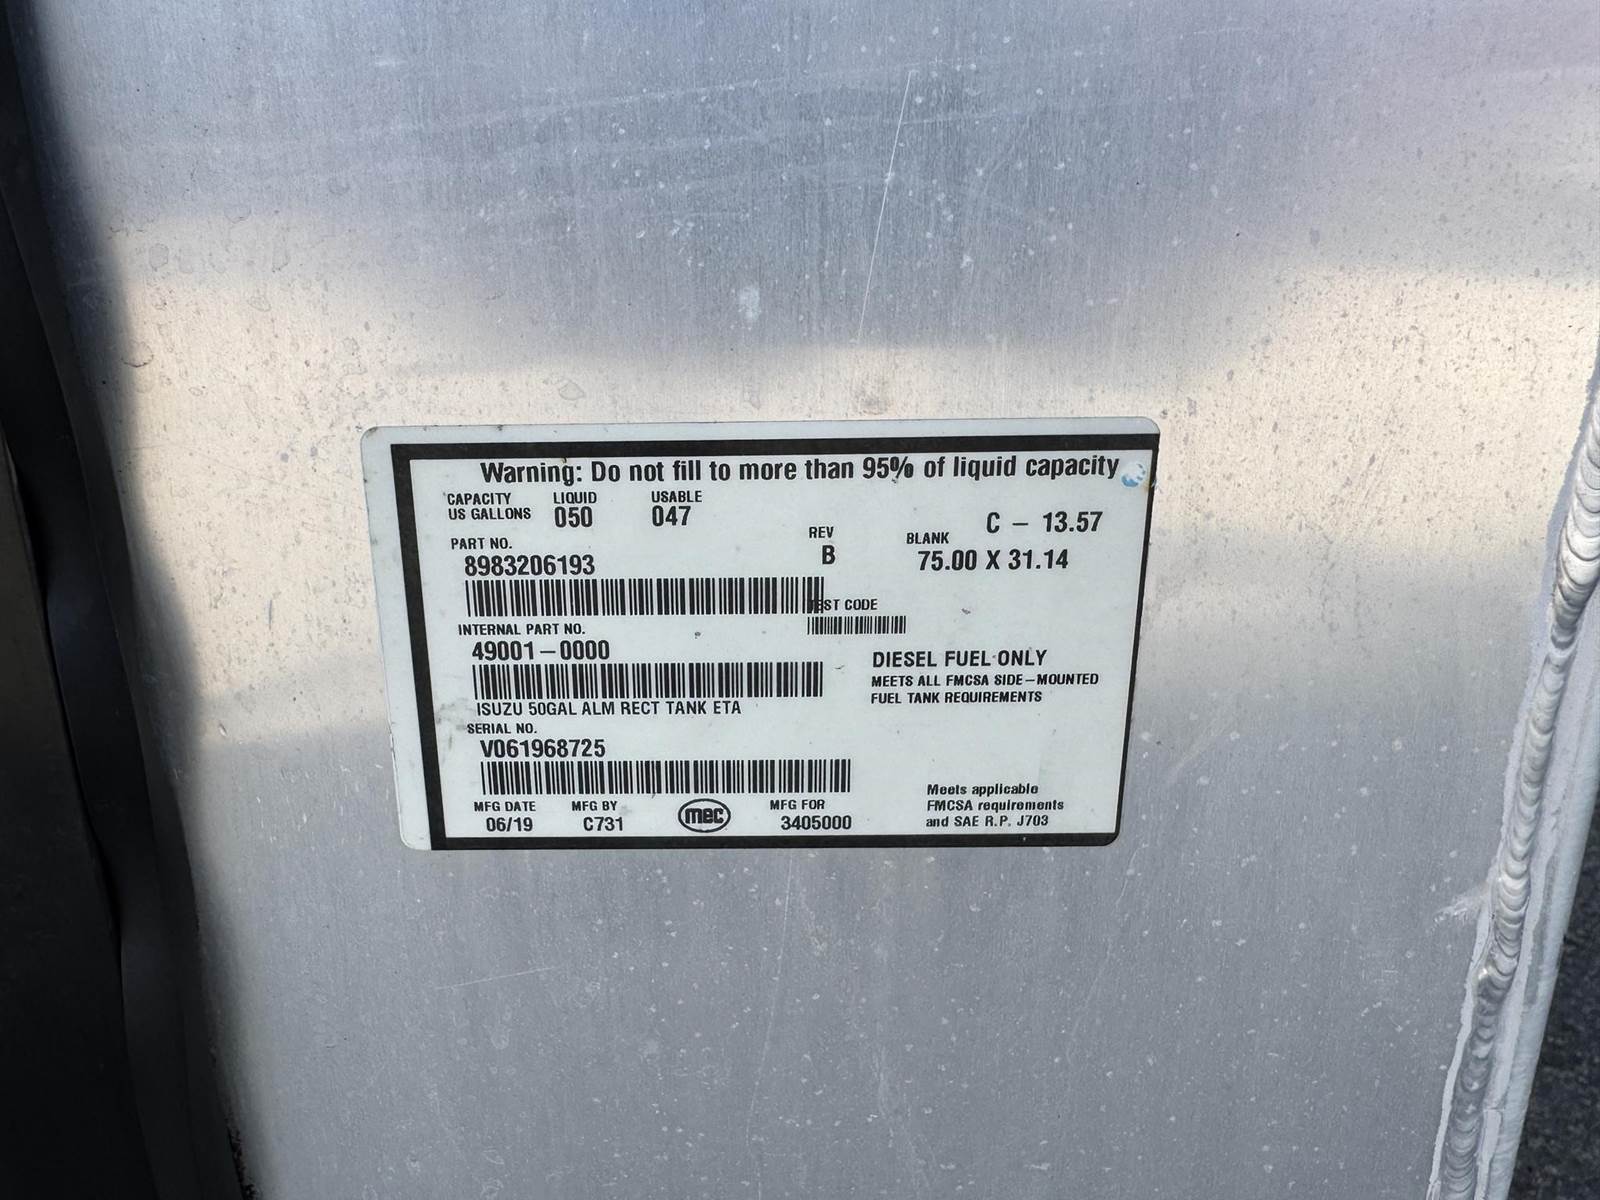 Warning: Do not fill to more than 95% of liquid capacity
CAPACITY LIQUID USABLE
US GALLONS 050 047
C - 13.57
PART NO. REV BLANK
8983206193 B 75.00 X 31.14
TEST CODE
INTERNAL PART NO.
49001-0000
DIESEL FUEL ONLY
MEETS ALL FMCSA SIDE-MOUNTED
FUEL TANK REQUIREMENTS
ISUZU 50GAL ALM RECT TANK ETA
SERIAL NO.
V061968725
MFG DATE MFG BY MFG FOR
06/19 C731 mec 3405000
Meets applicable
FMCSA requirements
and SAE R.P. J703